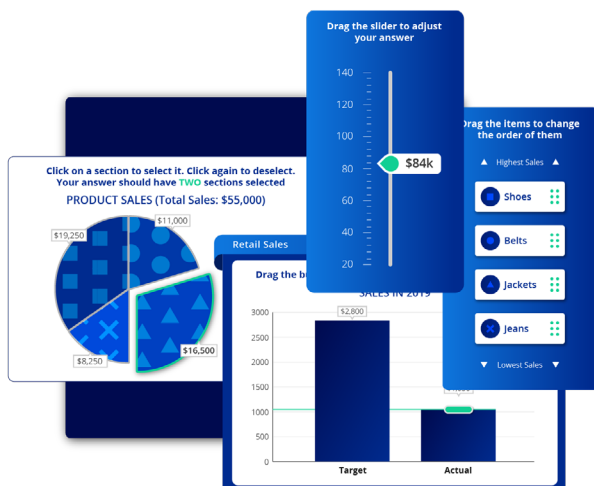 Drag the slider to adjust
your answer
140
120
100
80
60
40
20
$84k
Drag the items to change
the order of them
Highest Sales
Shoes
Belts
Jackets
Jeans
Lowest Sales
Click on a section to select it. Click again to deselect.
Your answer should have TWO sections selected
PRODUCT SALES (Total Sales: $55,000)
$11,000
$19,250
$16,500
$8,250
Retail Sales
Drag the
SALES IN 2019
$2,800
3000
2500
2000
1500
1000
500
0
Target
Actual